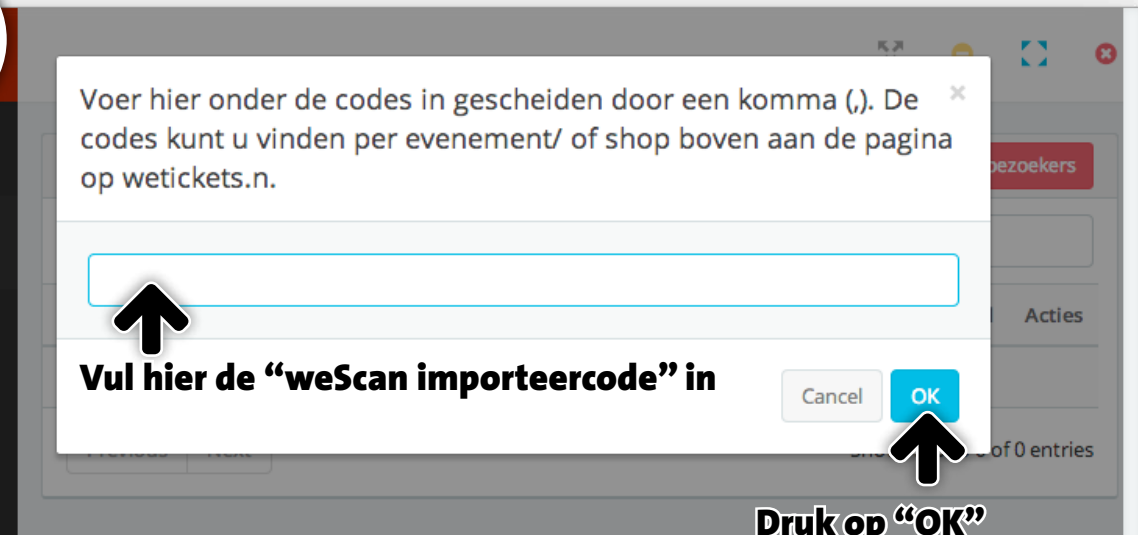 Voer hier onder de codes in gescheiden door een komma (,). De
codes kunt u vinden per evenement/ of shop boven aan de pagina
op wetickets.n.
×
bezoekers
Acties
Vul hier de “weScan importeercode” in
Cancel
OK
of 0 entries
Druk op “OK”